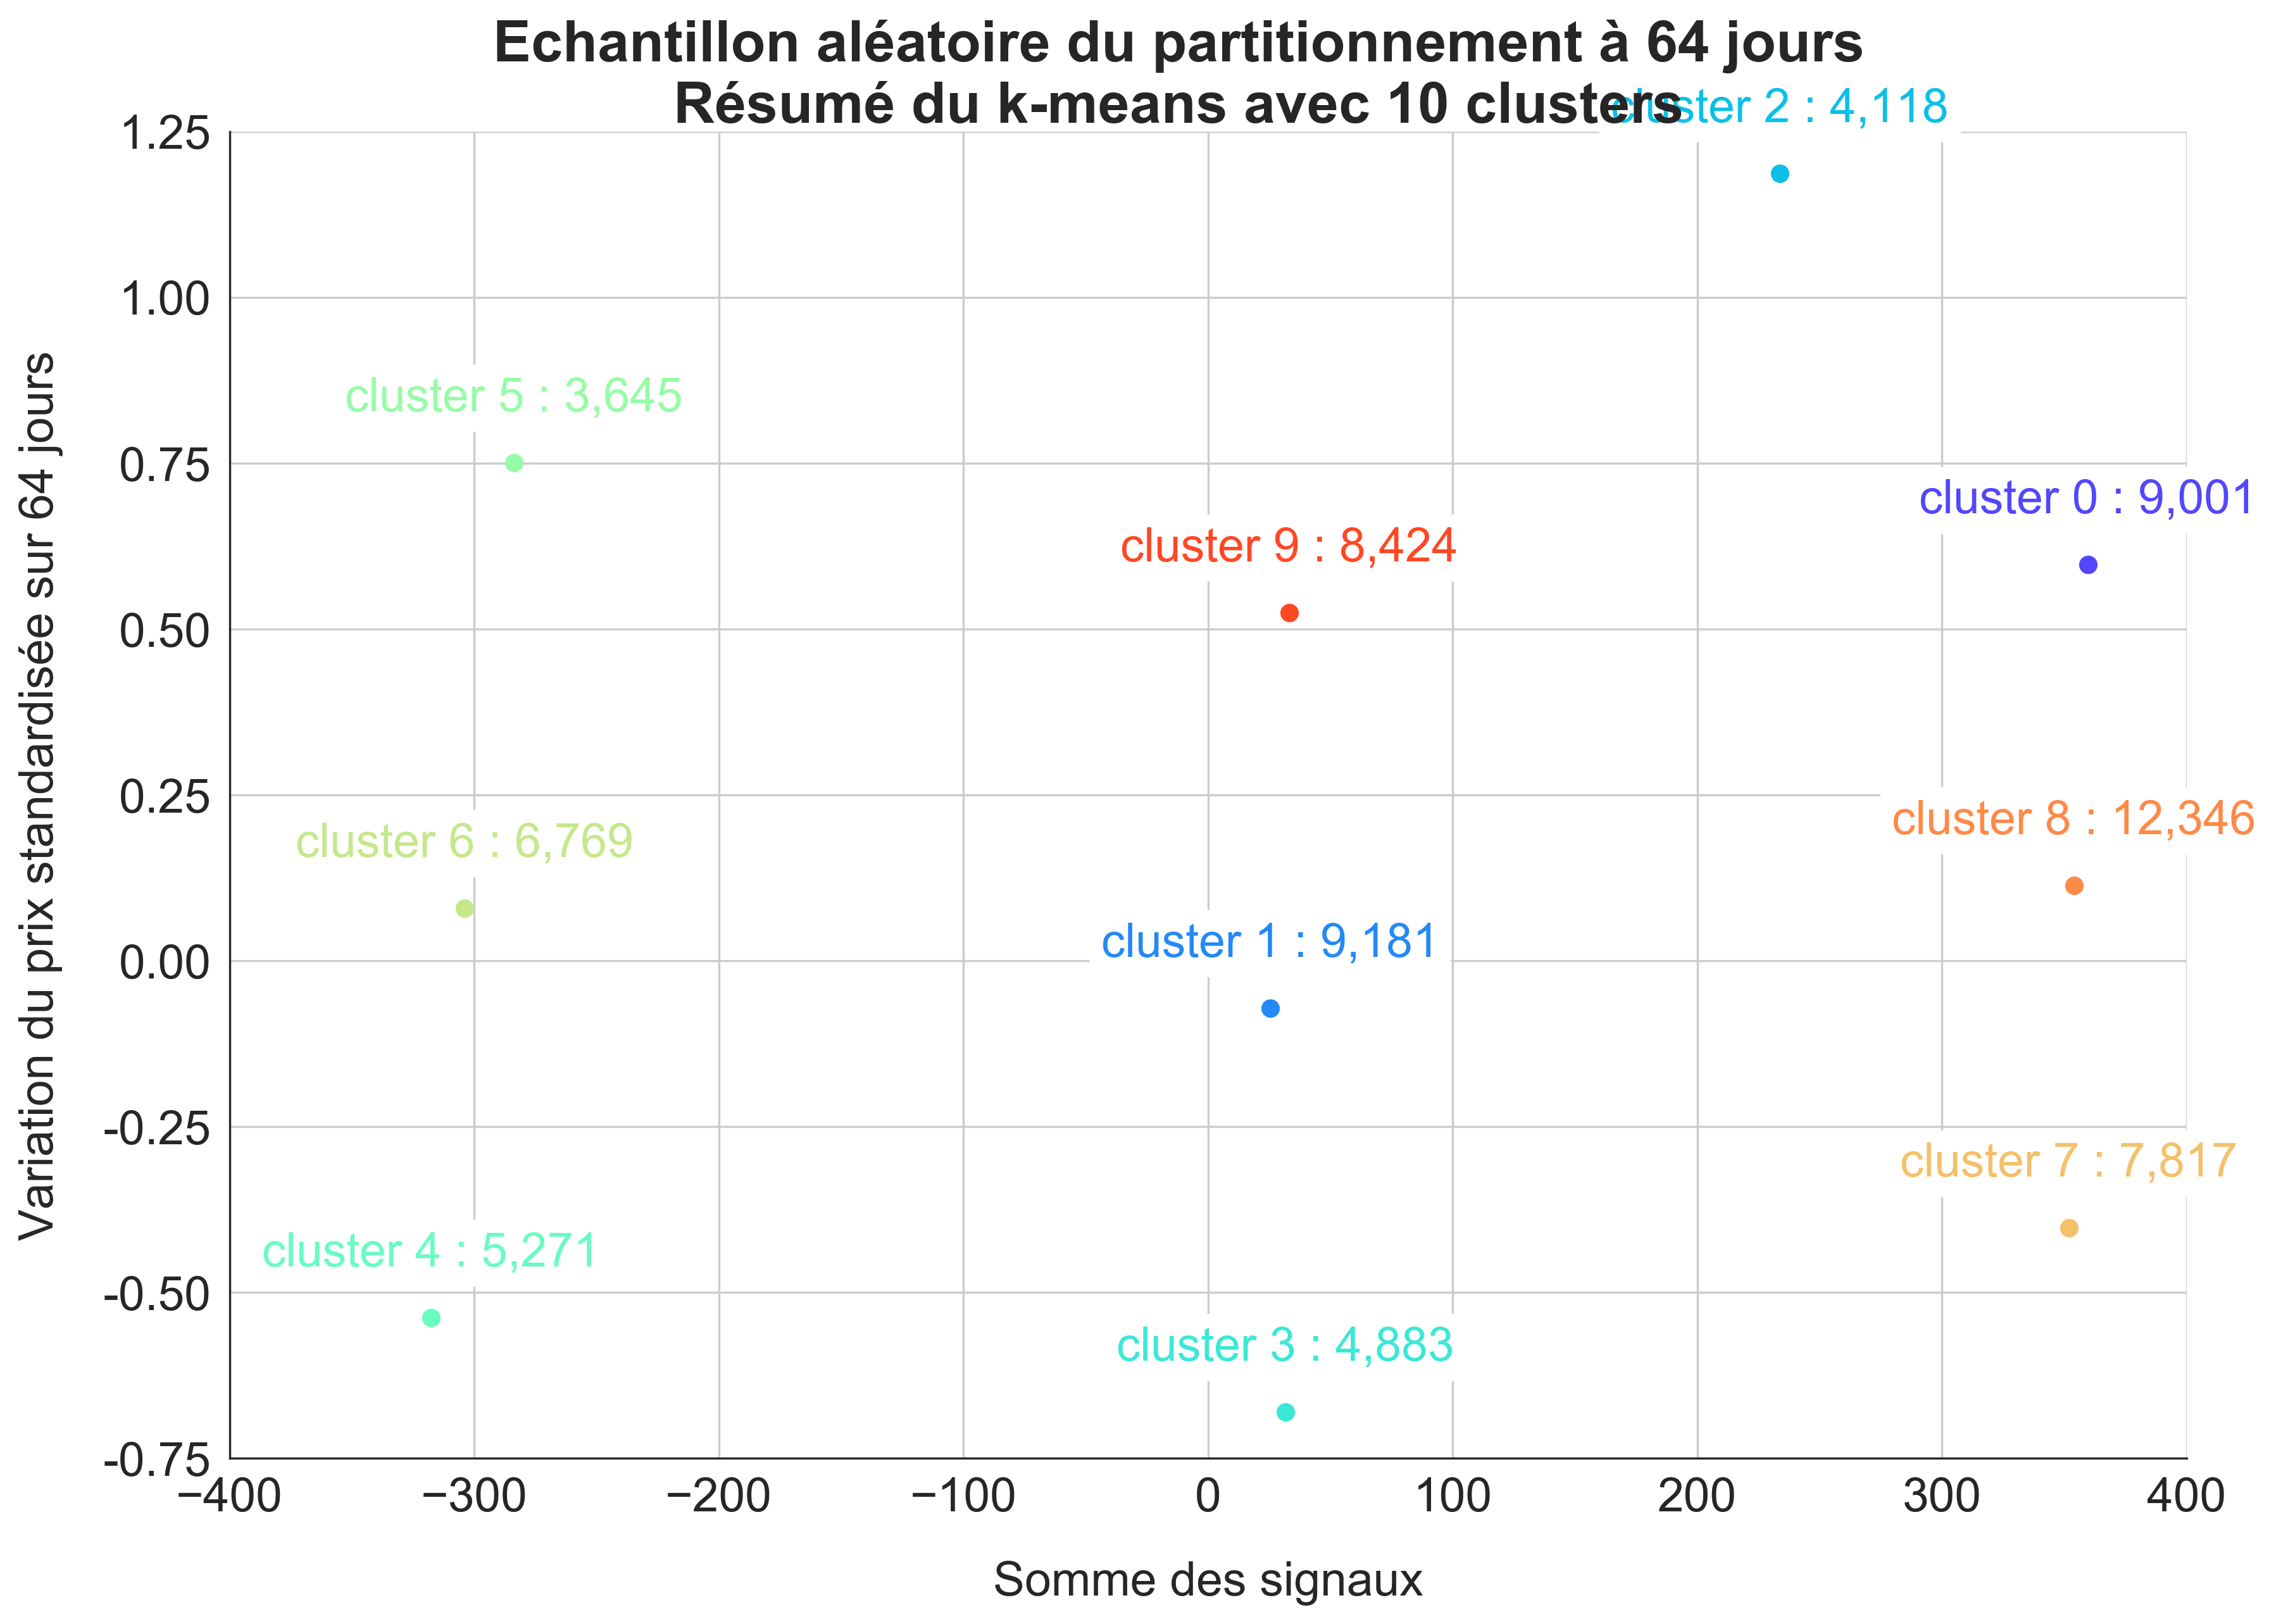 Echantillon aléatoire du partitionnement à 64 jours
Résumé du k-means avec 10 clusters
cluster 2 : 4,118
1.25
1.00
cluster 5 : 3,645
0.75
cluster 0 : 9,001
cluster 9 : 8,424
0.50
0.25
cluster 8 : 12,346
cluster 6 : 6,769
cluster 1 : 9,181
0.00
-0.25
cluster 7 : 7,817
cluster 4 : 5,271
-0.50
cluster 3 : 4,883
-0.75
−400 −300 −200 −100 0 100 200 300 400
Somme des signaux
Variation du prix standardisée sur 64 jours